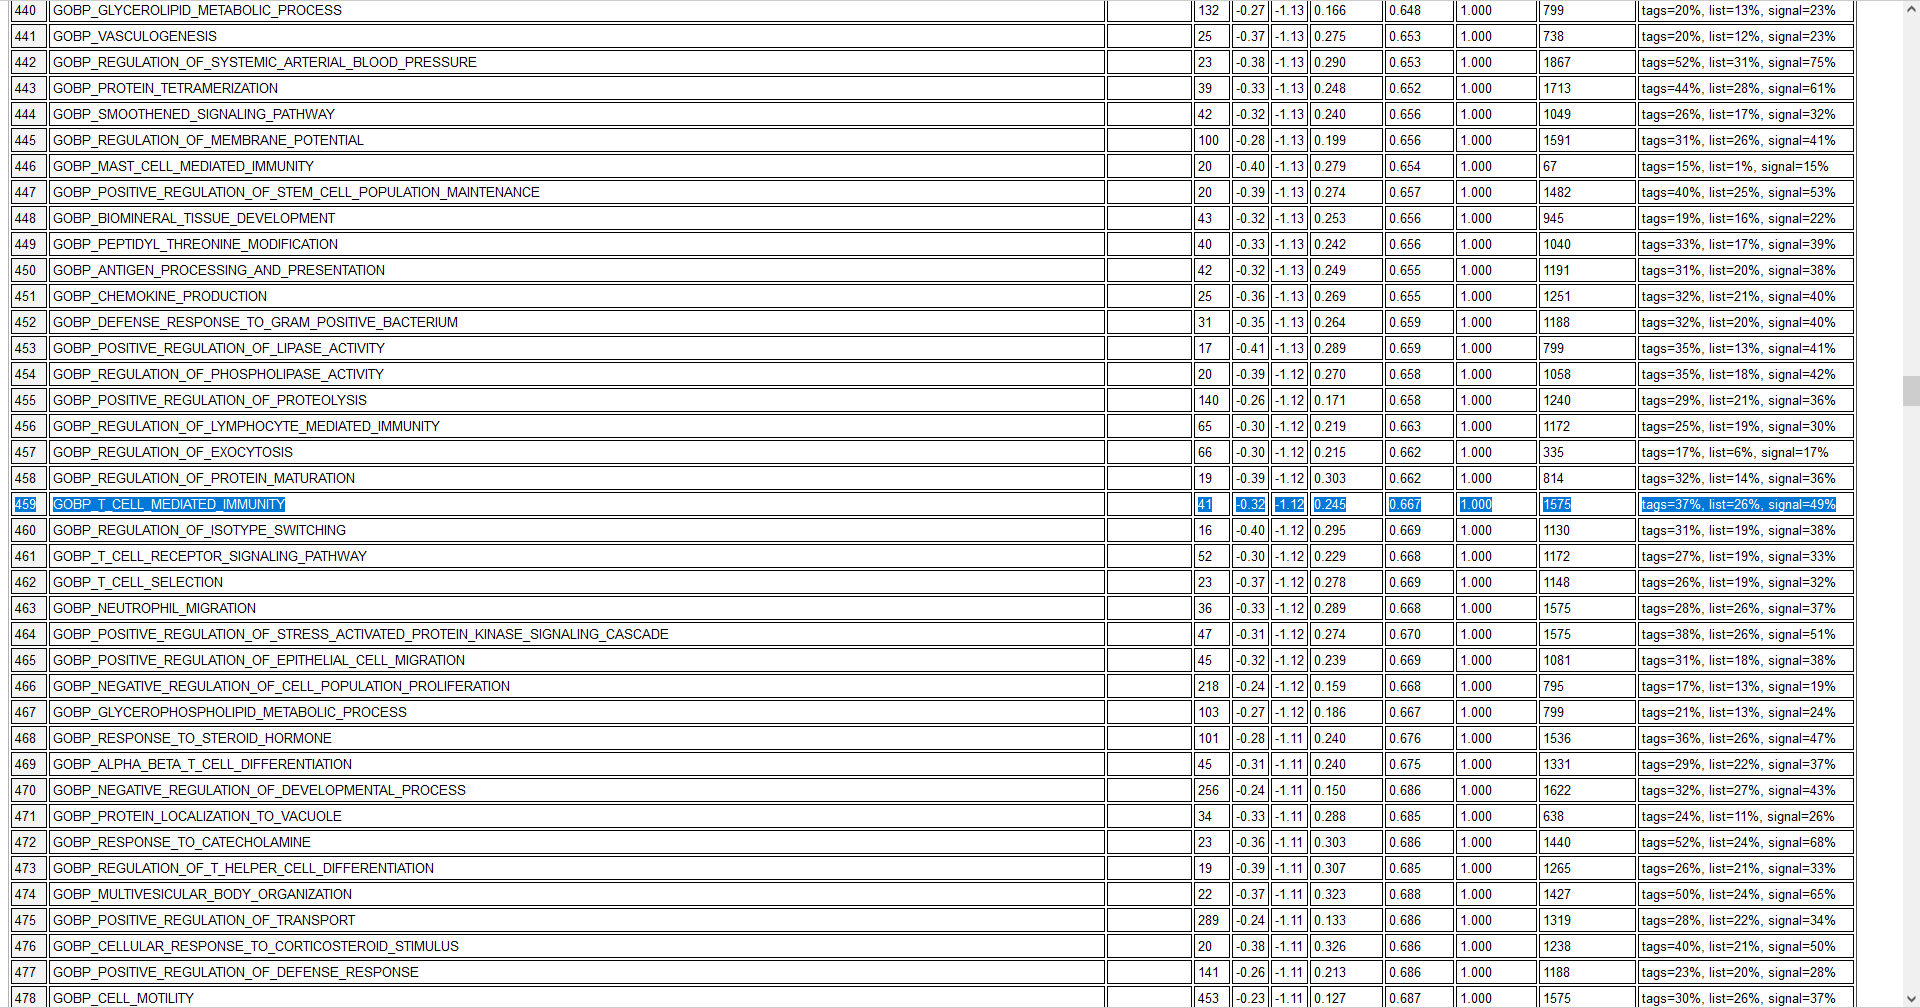 440 GOBP_GLYCEROLIPID_METABOLIC_PROCESS 132 -0.27 -1.13 0.166 0.648 1.000 799 tags=20%, list=13%, signal=23%
441 GOBP_VASCULOGENESIS 25 -0.37 -1.13 0.275 0.653 1.000 738 tags=20%, list=12%, signal=23%
442 GOBP_REGULATION_OF_SYSTEMIC_ARTERIAL_BLOOD_PRESSURE 23 -0.38 -1.13 0.290 0.653 1.000 1867 tags=52%, list=31%, signal=75%
443 GOBP_PROTEIN_TETRAMERIZATION 39 -0.33 -1.13 0.248 0.652 1.000 1713 tags=44%, list=28%, signal=61%
444 GOBP_SMOOTHENED_SIGNALING_PATHWAY 42 -0.32 -1.13 0.240 0.656 1.000 1049 tags=26%, list=17%, signal=32%
445 GOBP_REGULATION_OF_MEMBRANE_POTENTIAL 100 -0.28 -1.13 0.199 0.656 1.000 1591 tags=31%, list=26%, signal=41%
446 GOBP_MAST_CELL_MEDIATED_IMMUNITY 20 -0.40 -1.13 0.279 0.654 1.000 67 tags=15%, list=1%, signal=15%
447 GOBP_POSITIVE_REGULATION_OF_STEM_CELL_POPULATION_MAINTENANCE 20 -0.39 -1.13 0.274 0.657 1.000 1482 tags=40%, list=25%, signal=53%
448 GOBP_BIOMINERAL_TISSUE_DEVELOPMENT 43 -0.32 -1.13 0.253 0.656 1.000 945 tags=19%, list=16%, signal=22%
449 GOBP_PEPTIDYL_THREONINE_MODIFICATION 40 -0.33 -1.13 0.242 0.656 1.000 1040 tags=33%, list=17%, signal=39%
450 GOBP_ANTIGEN_PROCESSING_AND_PRESENTATION 42 -0.32 -1.13 0.249 0.655 1.000 1191 tags=31%, list=20%, signal=38%
451 GOBP_CHEMOKINE_PRODUCTION 25 -0.36 -1.13 0.269 0.655 1.000 1251 tags=32%, list=21%, signal=40%
452 GOBP_DEFENSE_RESPONSE_TO_GRAM_POSITIVE_BACTERIUM 31 -0.35 -1.13 0.264 0.659 1.000 1188 tags=32%, list=20%, signal=40%
453 GOBP_POSITIVE_REGULATION_OF_LIPASE_ACTIVITY 17 -0.41 -1.13 0.289 0.659 1.000 799 tags=35%, list=13%, signal=41%
454 GOBP_REGULATION_OF_PHOSPHOLIPASE_ACTIVITY 20 -0.39 -1.12 0.270 0.658 1.000 1058 tags=35%, list=18%, signal=42%
455 GOBP_POSITIVE_REGULATION_OF_PROTEOLYSIS 140 -0.26 -1.12 0.171 0.658 1.000 1240 tags=29%, list=21%, signal=36%
456 GOBP_REGULATION_OF_LYMPHOCYTE_MEDIATED_IMMUNITY 65 -0.30 -1.12 0.219 0.663 1.000 1172 tags=25%, list=19%, signal=30%
457 GOBP_REGULATION_OF_EXOCYTOSIS 66 -0.30 -1.12 0.215 0.662 1.000 335 tags=17%, list=6%, signal=17%
458 GOBP_REGULATION_OF_PROTEIN_MATURATION 19 -0.39 -1.12 0.303 0.662 1.000 814 tags=32%, list=14%, signal=36%
459 GOBP_T_CELL_MEDIATED_IMMUNITY 41 -0.32 -1.12 0.245 0.667 1.000 1575 tags=37%, list=26%, signal=49%
460 GOBP_REGULATION_OF_ISOTYPE_SWITCHING 16 -0.40 -1.12 0.295 0.669 1.000 1130 tags=31%, list=19%, signal=38%
461 GOBP_T_CELL_RECEPTOR_SIGNALING_PATHWAY 52 -0.30 -1.12 0.229 0.668 1.000 1172 tags=27%, list=19%, signal=33%
462 GOBP_T_CELL_SELECTION 23 -0.37 -1.12 0.278 0.669 1.000 1148 tags=26%, list=19%, signal=32%
463 GOBP_NEUTROPHIL_MIGRATION 36 -0.33 -1.12 0.289 0.668 1.000 1575 tags=28%, list=26%, signal=37%
464 GOBP_POSITIVE_REGULATION_OF_STRESS_ACTIVATED_PROTEIN_KINASE_SIGNALING_CASCADE 47 -0.31 -1.12 0.274 0.670 1.000 1575 tags=38%, list=26%, signal=51%
465 GOBP_POSITIVE_REGULATION_OF_EPITHELIAL_CELL_MIGRATION 45 -0.32 -1.12 0.239 0.669 1.000 1081 tags=31%, list=18%, signal=38%
466 GOBP_NEGATIVE_REGULATION_OF_CELL_POPULATION_PROLIFERATION 218 -0.24 -1.12 0.159 0.668 1.000 795 tags=17%, list=13%, signal=19%
467 GOBP_GLYCEROPHOSPHOLIPID_METABOLIC_PROCESS 103 -0.27 -1.12 0.186 0.667 1.000 799 tags=21%, list=13%, signal=24%
468 GOBP_RESPONSE_TO_STEROID_HORMONE 101 -0.28 -1.11 0.240 0.676 1.000 1536 tags=36%, list=26%, signal=47%
469 GOBP_ALPHA_BETA_T_CELL_DIFFERENTIATION 45 -0.31 -1.11 0.240 0.675 1.000 1331 tags=29%, list=22%, signal=37%
470 GOBP_NEGATIVE_REGULATION_OF_DEVELOPMENTAL_PROCESS 256 -0.24 -1.11 0.150 0.686 1.000 1622 tags=32%, list=27%, signal=43%
471 GOBP_PROTEIN_LOCALIZATION_TO_VACUOLE 34 -0.33 -1.11 0.288 0.685 1.000 638 tags=24%, list=11%, signal=26%
472 GOBP_RESPONSE_TO_CATECHOLAMINE 23 -0.36 -1.11 0.303 0.686 1.000 1440 tags=52%, list=24%, signal=68%
473 GOBP_REGULATION_OF_T_HELPER_CELL_DIFFERENTIATION 19 -0.39 -1.11 0.307 0.685 1.000 1265 tags=26%, list=21%, signal=33%
474 GOBP_MULTIVESICULAR_BODY_ORGANIZATION 22 -0.37 -1.11 0.323 0.688 1.000 1427 tags=50%, list=24%, signal=65%
475 GOBP_POSITIVE_REGULATION_OF_TRANSPORT 289 -0.24 -1.11 0.133 0.686 1.000 1319 tags=28%, list=22%, signal=34%
476 GOBP_CELLULAR_RESPONSE_TO_CORTICOSTEROID_STIMULUS 20 -0.38 -1.11 0.326 0.686 1.000 1238 tags=40%, list=21%, signal=50%
477 GOBP_POSITIVE_REGULATION_OF_DEFENSE_RESPONSE 141 -0.26 -1.11 0.213 0.686 1.000 1188 tags=23%, list=20%, signal=28%
478 GOBP_CELL_MOTILITY 453 -0.23 -1.11 0.127 0.687 1.000 1575 tags=30%, list=26%, signal=37%